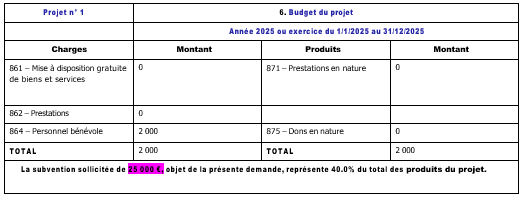 Projet n° 1
6. Budget du projet
Année 2025 ou exercice du 1/1/2025 au 31/12/2025
Charges Montant Produits Montant
861 – Mise à disposition gratuite 0 871 – Prestations en nature 0
de biens et services
862 – Prestations 0
864 – Personnel bénévole 2 000 875 – Dons en nature 0
TOTAL 2 000 TOTAL 2 000
La subvention sollicitée de 25 000 €, objet de la présente demande, représente 40.0% du total des produits du projet.